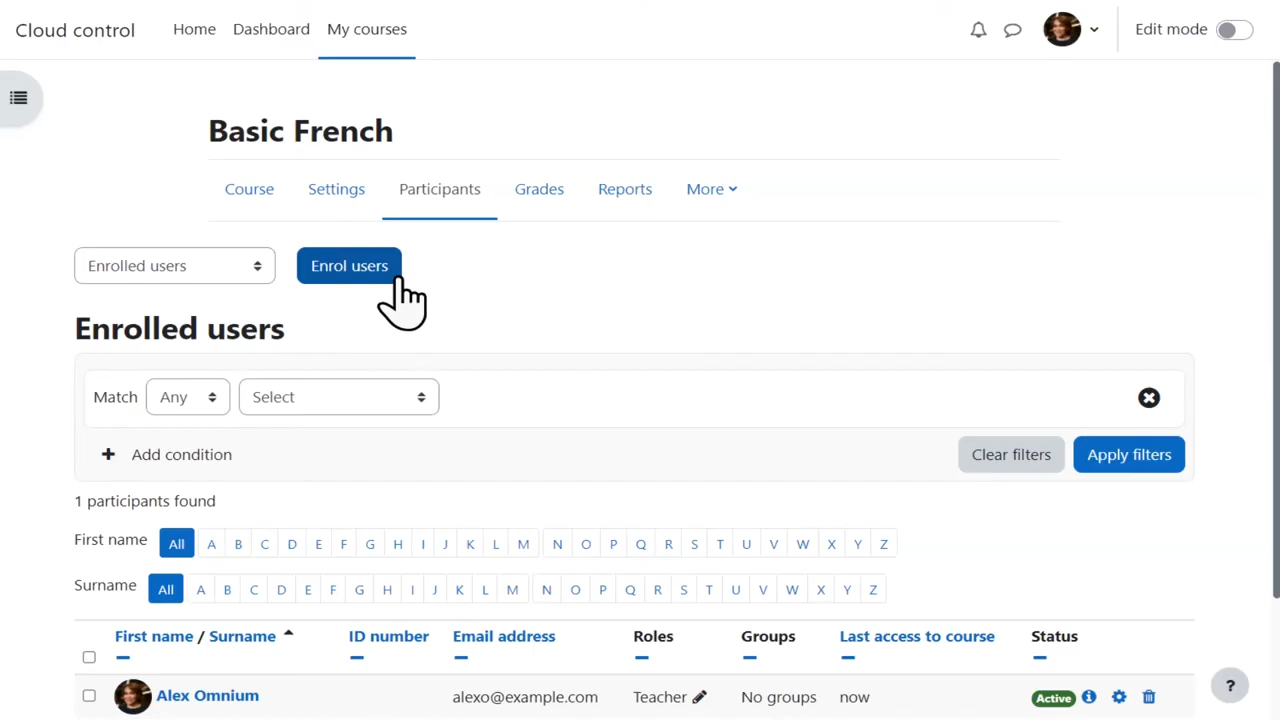 Cloud control Home Dashboard My courses Edit mode
Basic French
Course Settings Participants Grades Reports More
Enrolled users Enrol users
Enrolled users
Match Any Select
Add condition Clear filters Apply filters
1 participants found
First name All A B C D E F G H I J K L M N O P Q R S T U V W X Y Z
Surname All A B C D E F G H I J K L M N O P Q R S T U V W X Y Z
First name / Surname ID number Email address Roles Groups Last access to course Status
Alex Omnium alexo@example.com Teacher No groups now Active
?